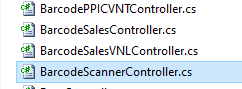 BarcodePPICVNTController.cs
BarcodeSalesController.cs
BarcodeSalesVNLController.cs
BarcodeScannerController.cs